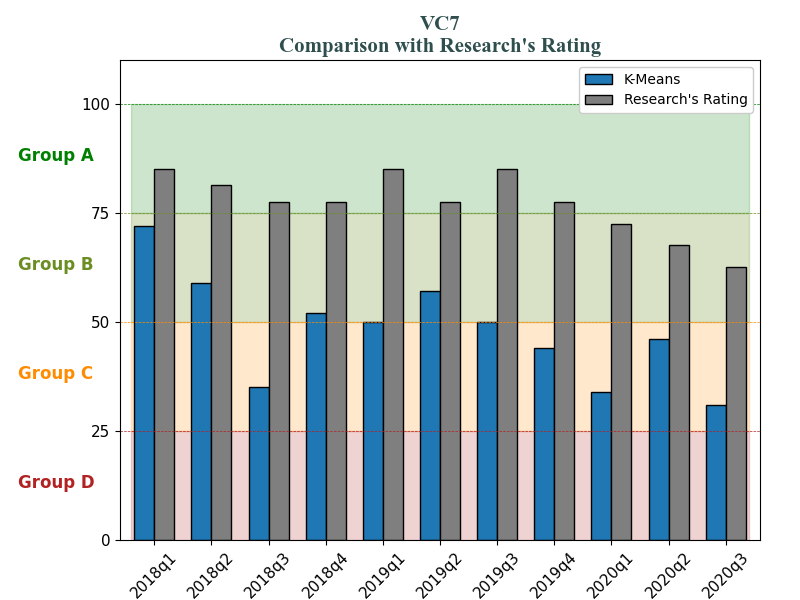 VC7
Comparison with Research's Rating
K-Means
Research's Rating
100
Group A
75
Group B
50
Group C
25
Group D
0
2018q1 2018q2 2018q3 2018q4 2019q1 2019q2 2019q3 2019q4 2020q1 2020q2 2020q3